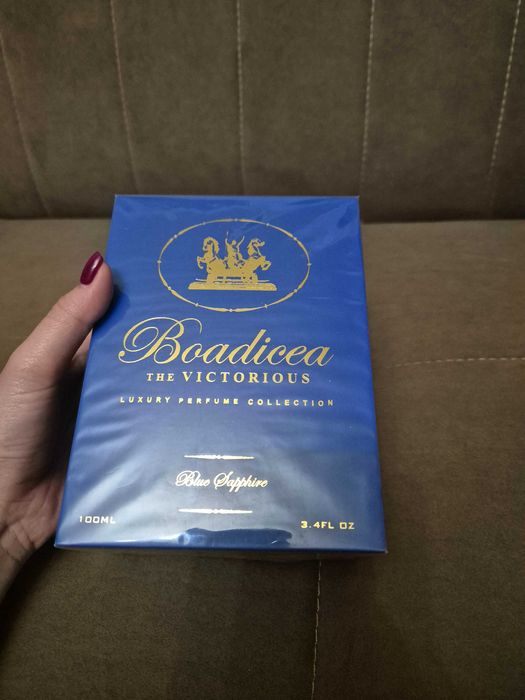 Boadicea
THE VICTORIOUS
LUXURY PERFUME COLLECTION
Blue Sapphire
100ML 3.4FL OZ